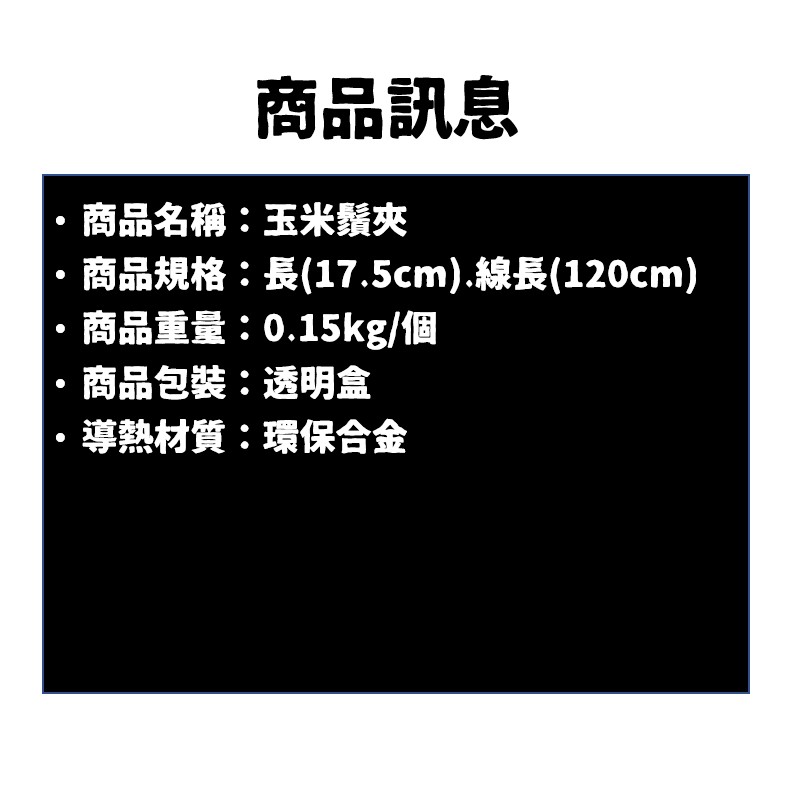 商品訊息
• 商品名稱：玉米鬚夾
• 商品規格：長(17.5cm).線長(120cm)
• 商品重量：0.15kg/個
• 商品包裝：透明盒
• 導熱材質：環保合金